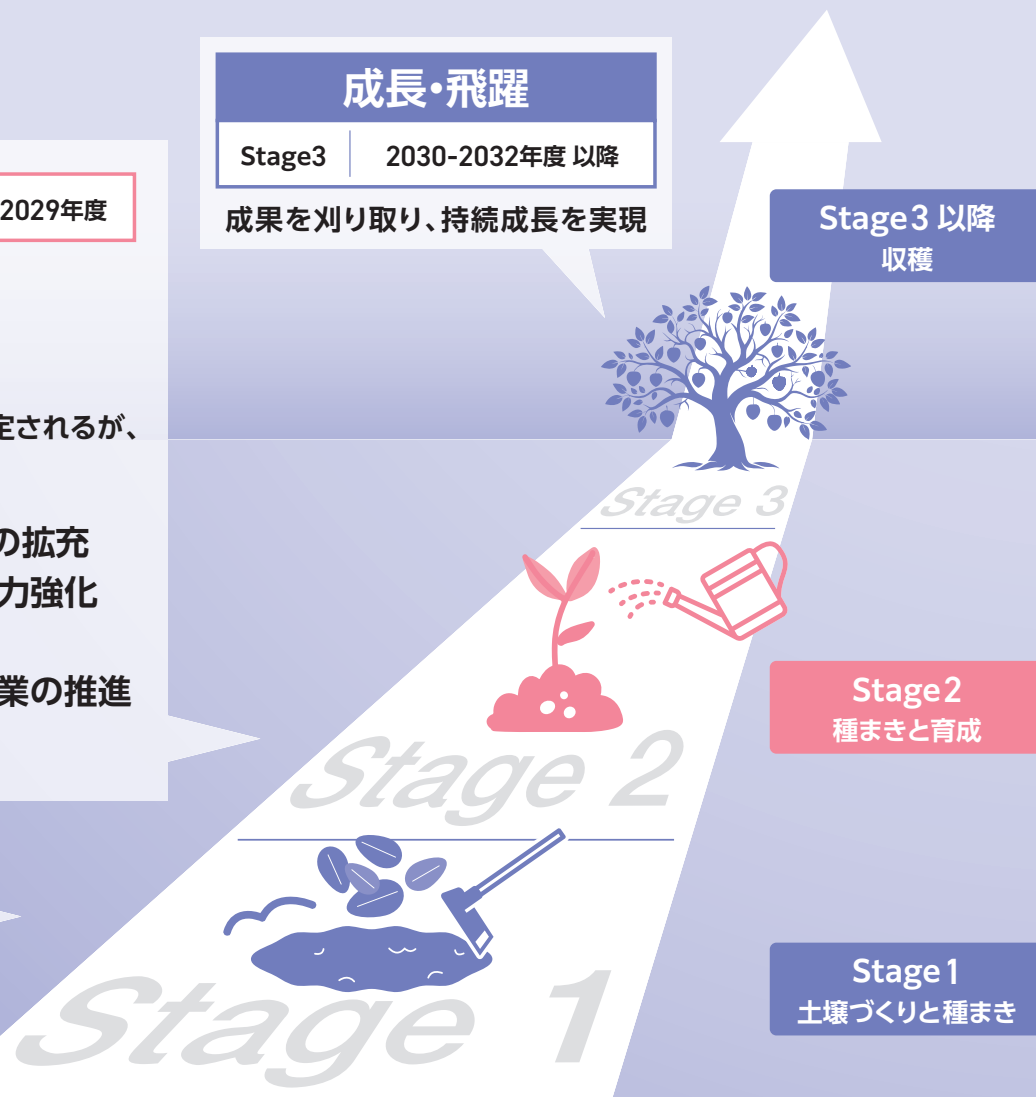 成長・飛躍
Stage3 2030-2032年度 以降
成果を刈り取り、持続成長を実現
2029年度
定されるが、
の拡充
力強化
業の推進
Stage3 以降
収穫
Stage 3
Stage2
種まきと育成
Stage 2
Stage1
土壌づくりと種まき
Stage 1